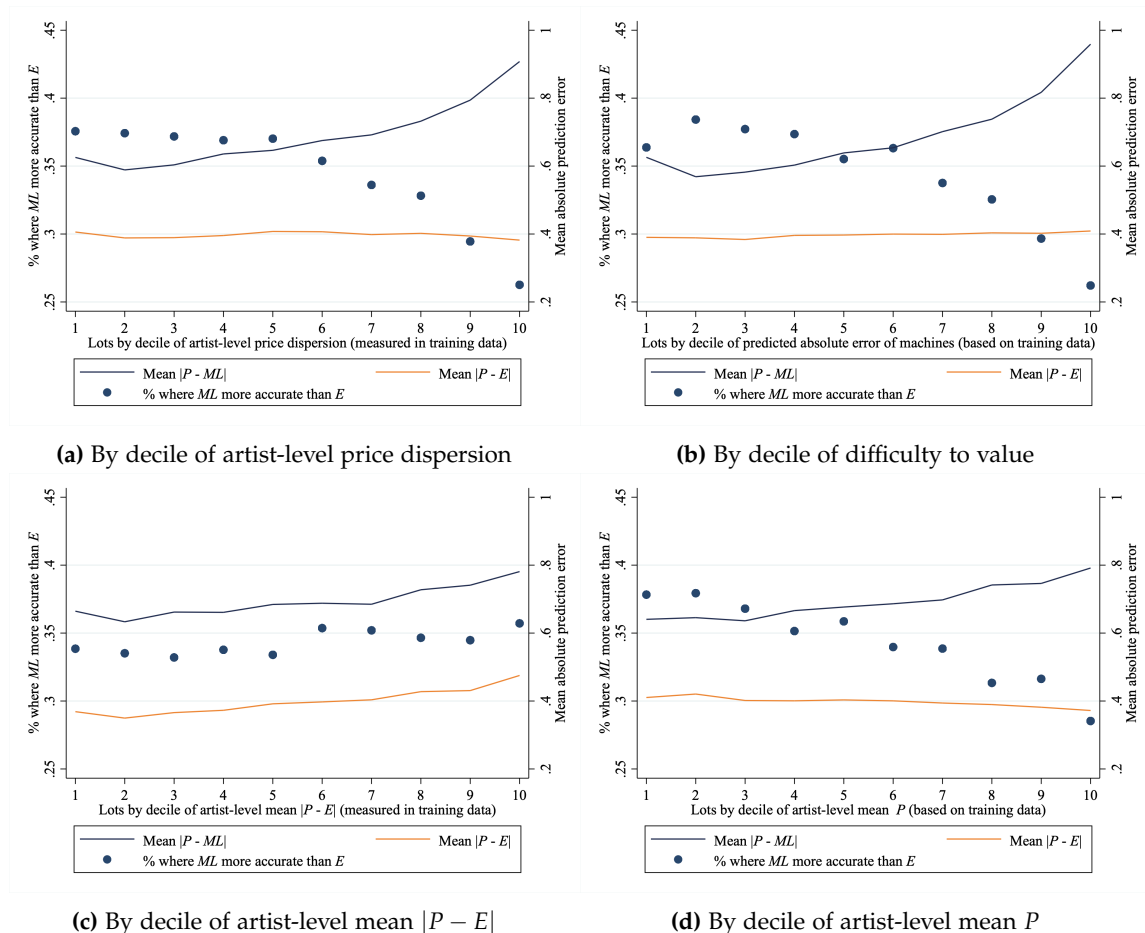 .45
.4
.35
.3
.25
% where ML more accurate than E
1
.8
.6
.4
.2
Mean absolute prediction error
1 2 3 4 5 6 7 8 9 10
Lots by decile of artist-level price dispersion (measured in training data)
Mean |P - ML|
Mean |P - E|
% where ML more accurate than E
(a) By decile of artist-level price dispersion
.45
.4
.35
.3
.25
% where ML more accurate than E
1
.8
.6
.4
.2
Mean absolute prediction error
1 2 3 4 5 6 7 8 9 10
Lots by decile of predicted absolute error of machines (based on training data)
Mean |P - ML|
Mean |P - E|
% where ML more accurate than E
(b) By decile of difficulty to value
.45
.4
.35
.3
.25
% where ML more accurate than E
1
.8
.6
.4
.2
Mean absolute prediction error
1 2 3 4 5 6 7 8 9 10
Lots by decile of artist-level mean |P - E| (measured in training data)
Mean |P - ML|
Mean |P - E|
% where ML more accurate than E
(c) By decile of artist-level mean |P − E|
.45
.4
.35
.3
.25
% where ML more accurate than E
1
.8
.6
.4
.2
Mean absolute prediction error
1 2 3 4 5 6 7 8 9 10
Lots by decile of artist-level mean P (based on training data)
Mean |P - ML|
Mean |P - E|
% where ML more accurate than E
(d) By decile of artist-level mean P